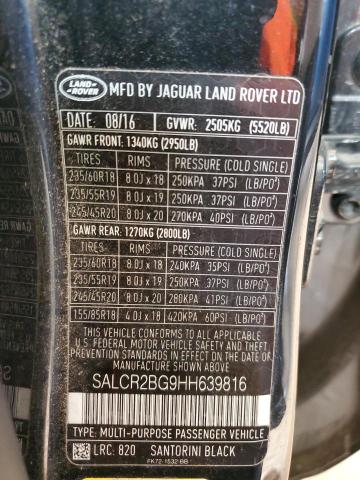 LAND ROVER
MFD BY JAGUAR LAND ROVER LTD
DATE: 08/16 GVWR: 2505KG (5520LB)
GAWR FRONT: 1340KG (2950LB)
TIRES RIMS PRESSURE (COLD SINGLE)
235/60R18 8.0J x 18 250KPA 37PSI (LB/PO²)
235/55R19 8.0J x 19 250KPA 37PSI (LB/PO²)
245/45R20 8.0J x 20 270KPA 40PSI (LB/PO²)
GAWR REAR: 1270KG (2800LB)
TIRES RIMS PRESSURE (COLD SINGLE)
235/60R18 8.0J x 18 240KPA 35PSI (LB/PO²)
235/55R19 8.0J x 19 250KPA 37PSI (LB/PO²)
245/45R20 8.0J x 20 280KPA 41PSI (LB/PO²)
155/85R18 4.0J x 18 420KPA 60PSI (LB/PO²)
THIS VEHICLE CONFORMS TO ALL APPLICABLE
U.S. FEDERAL MOTOR VEHICLE SAFETY AND
THEFT PREVENTION STANDARDS IN EFFECT ON THE
DATE OF MANUFACTURE SHOWN ABOVE.
SALCR2BG9HH639816
TYPE: MULTI-PURPOSE PASSENGER VEHICLE
LRC: 820 SANTORINI BLACK
FK72-1532-BB